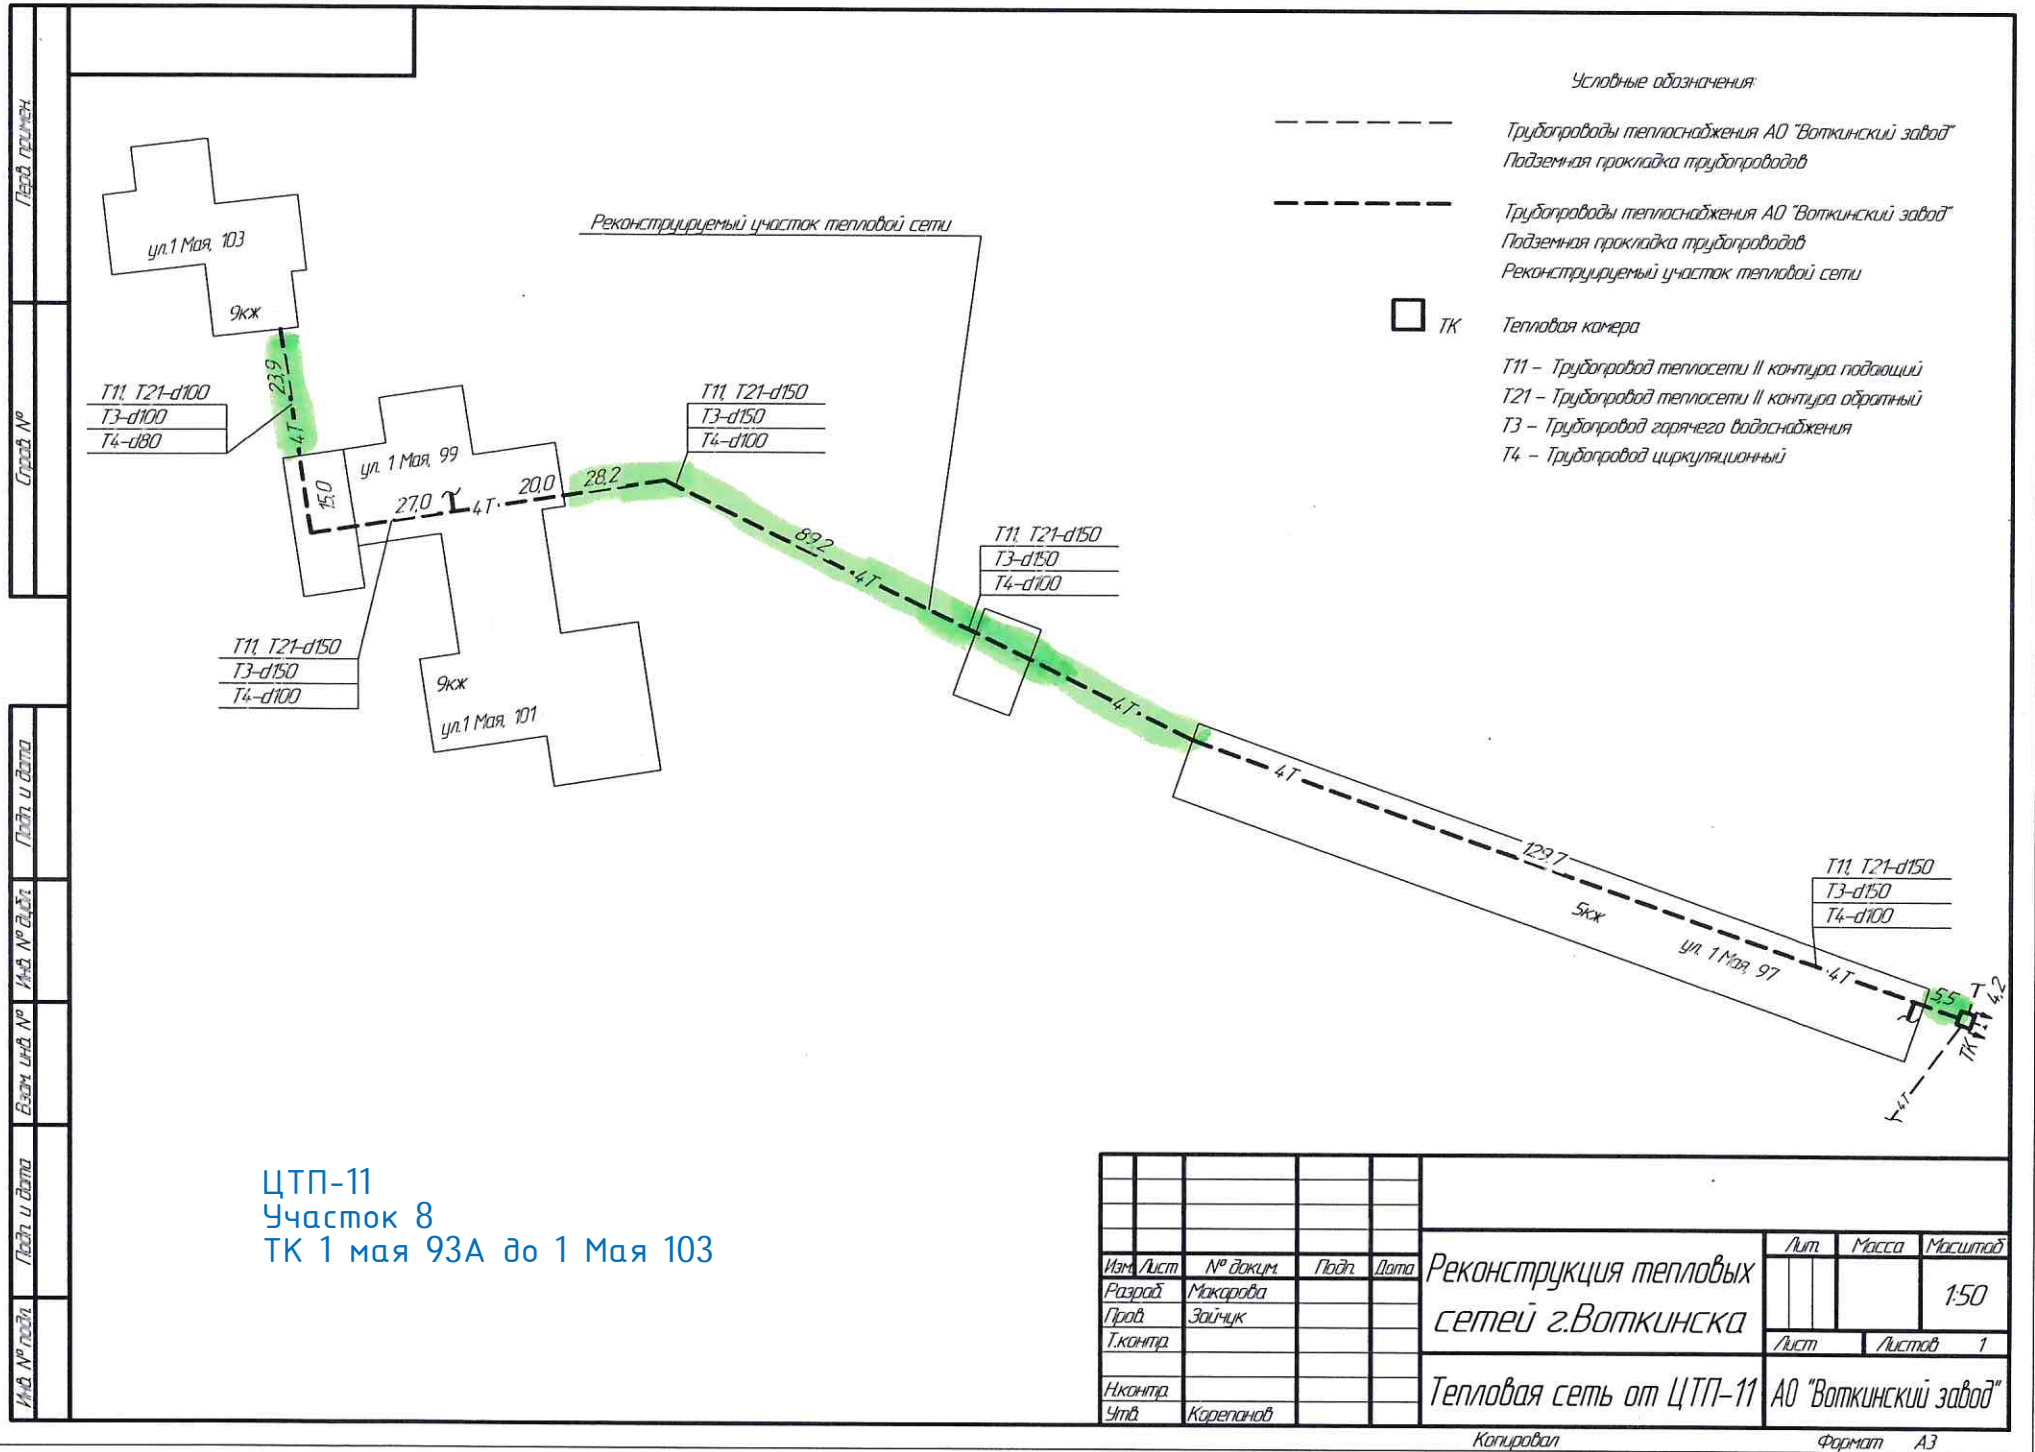 Условные обозначения:
Трубопроводы теплоснабжения АО "Воткинский завод"
Подземная прокладка трубопроводов
Трубопроводы теплоснабжения АО "Воткинский завод"
Подземная прокладка трубопроводов
Реконструируемый участок тепловой сети
ТК Тепловая камера
Т11 – Трубопровод теплосети II контура подающий
Т21 – Трубопровод теплосети II контура обратный
Т3 – Трубопровод горячего водоснабжения
Т4 – Трубопровод циркуляционный
Реконструируемый участок тепловой сети
ул.1 Мая, 103
9кж
23,9
4Т
Т11, Т21-d100
Т3-d100
Т4-d80
ул. 1 Мая, 99
15,0
27,0
4Т
20,0
28,2
Т11, Т21-d150
Т3-d150
Т4-d100
89,2
4Т
Т11, Т21-d150
Т3-d150
Т4-d100
Т11, Т21-d150
Т3-d150
Т4-d100
9кж
ул.1 Мая, 101
4Т
4Т
129,7
5кж
ул. 1 Мая, 97
Т11, Т21-d150
Т3-d150
Т4-d100
4Т
5,5
Т
4,2
ТК
4Т
ЦТП-11
Участок 8
ТК 1 мая 93А до 1 Мая 103
Перв. примен.
Справ. №
Подп. и дата
Инв. № дубл.
Взам. инв. №
Подп. и дата
Инв. № подл.
Изм. Лист № докум. Подп. Дата
Разраб. Макарова
Пров. Зайчук
Т.контр.
Н.контр.
Утв. Корепанов
Реконструкция тепловых
сетей г.Воткинска
Лит. Масса Масштаб
1:50
Лист Листов 1
Тепловая сеть от ЦТП-11
АО "Воткинский завод"
Копировал Формат А3